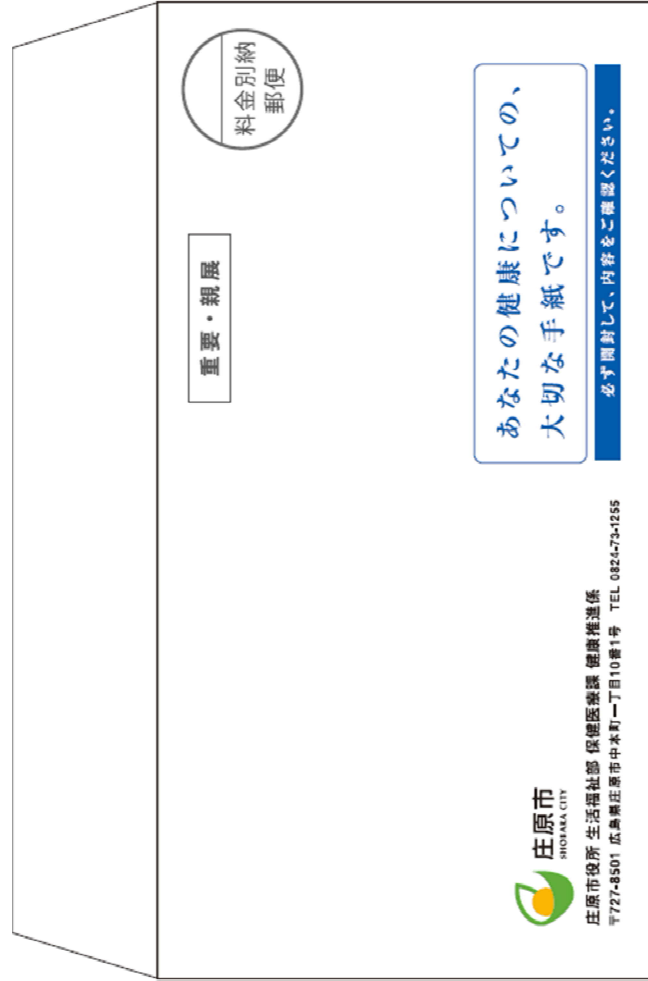 料金別納
郵便
重要・親展
あなたの健康についての、
大切な手紙です。
必ず開封して、内容をご確認ください。
庄原市
SHOBARA CITY
庄原市役所 生活福祉部 保健医療課 健康推進係
〒727-8501 広島県庄原市中本町一丁目10番1号 TEL 0824-73-1255